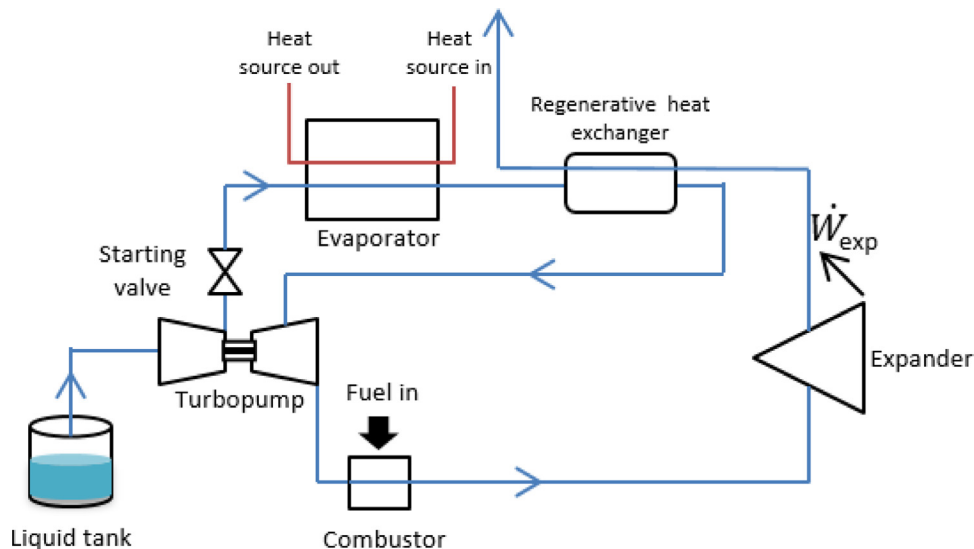 Heat
source out
Heat
source in
Regenerative heat
exchanger
Evaporator
Starting
valve
Ẇexp
Expander
Turbopump
Fuel in
Liquid tank
Combustor